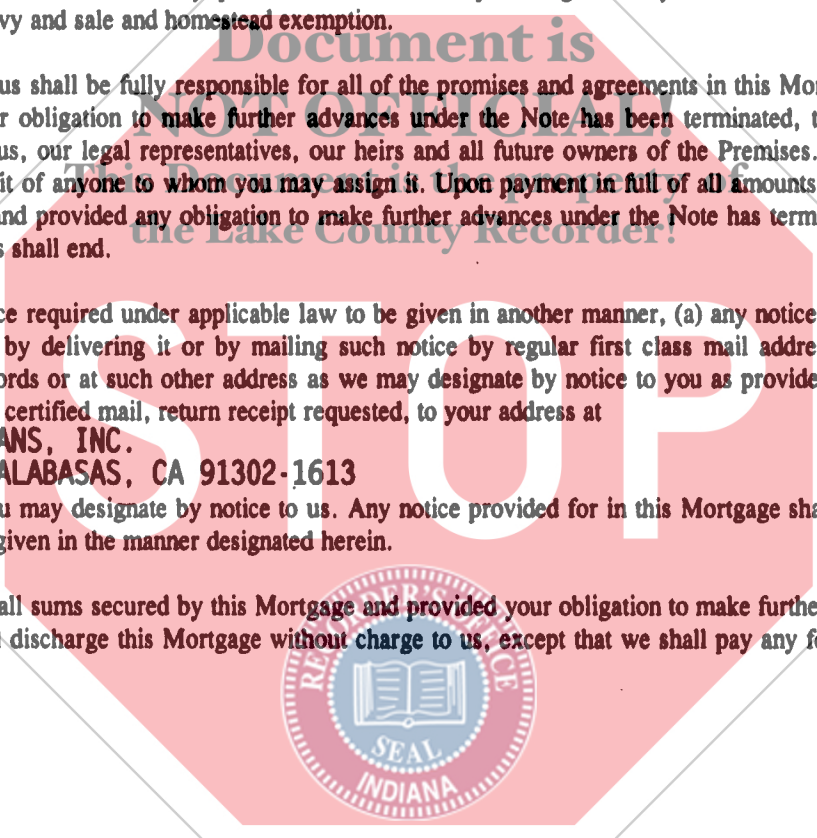 vy and sale and homestead exemption.
Document is
us shall be fully responsible for all of the promises and agreements in this Mor
NOT OFFICIAL!
r obligation to make further advances under the Note has been terminated, t
us, our legal representatives, our heirs and all future owners of the Premises.
This Document is the property of
it of anyone to whom you may assign it. Upon payment in full of all amounts
and provided any obligation to make further advances under the Note has term
the Lake County Recorder!
s shall end.
ce required under applicable law to be given in another manner, (a) any notice
by delivering it or by mailing such notice by regular first class mail addre
ords or at such other address as we may designate by notice to you as provide
certified mail, return receipt requested, to your address at
ANS, INC.
ALABASAS, CA 91302-1613
STOP
u may designate by notice to us. Any notice provided for in this Mortgage sha
given in the manner designated herein.
all sums secured by this Mortgage and provided your obligation to make furthe
discharge this Mortgage without charge to us, except that we shall pay any fe
RECORDER'S OFFICE
SEAL
INDIANA